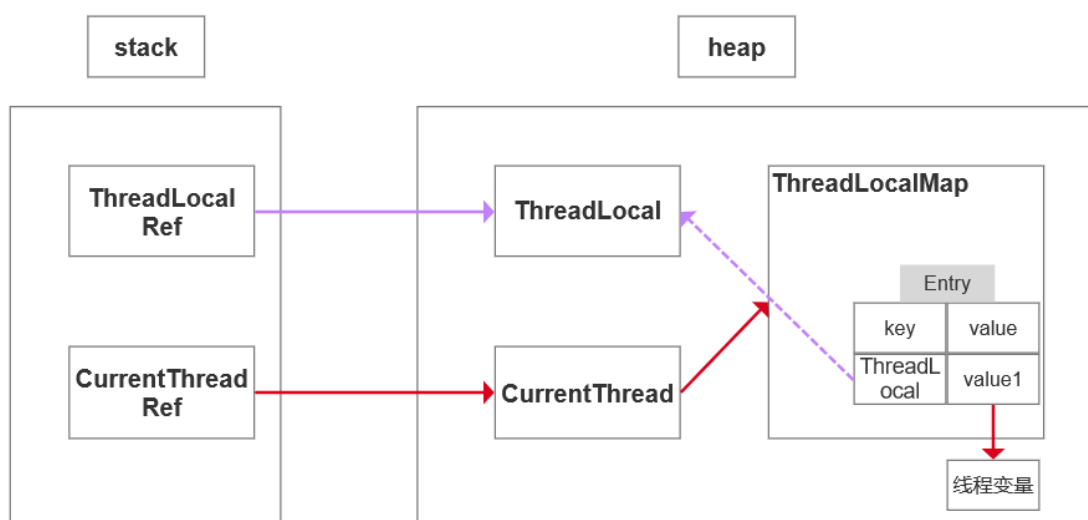 stack
heap
ThreadLocal
Ref
ThreadLocal
ThreadLocalMap
Entry
key
value
ThreadL
ocal
value1
CurrentThread
Ref
CurrentThread
线程变量